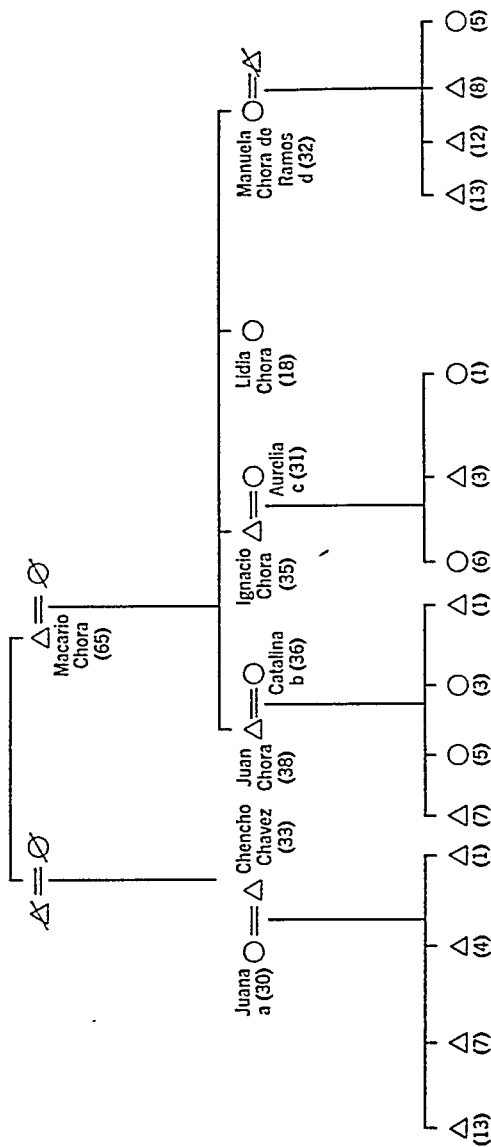 Macario
Chora
(65)
Juana
a (30)
Chencho
Chavez
(33)
Juan
Chora
(38)
Catalina
b (36)
Ignacio
Chora
(35)
Aurelia
c (31)
Lidia
Chora
(18)
Manuela
Chora de
Ramos
d (32)
(13)
(7)
(4)
(1)
(7)
(5)
(3)
(1)
(6)
(3)
(1)
(13)
(12)
(8)
(5)